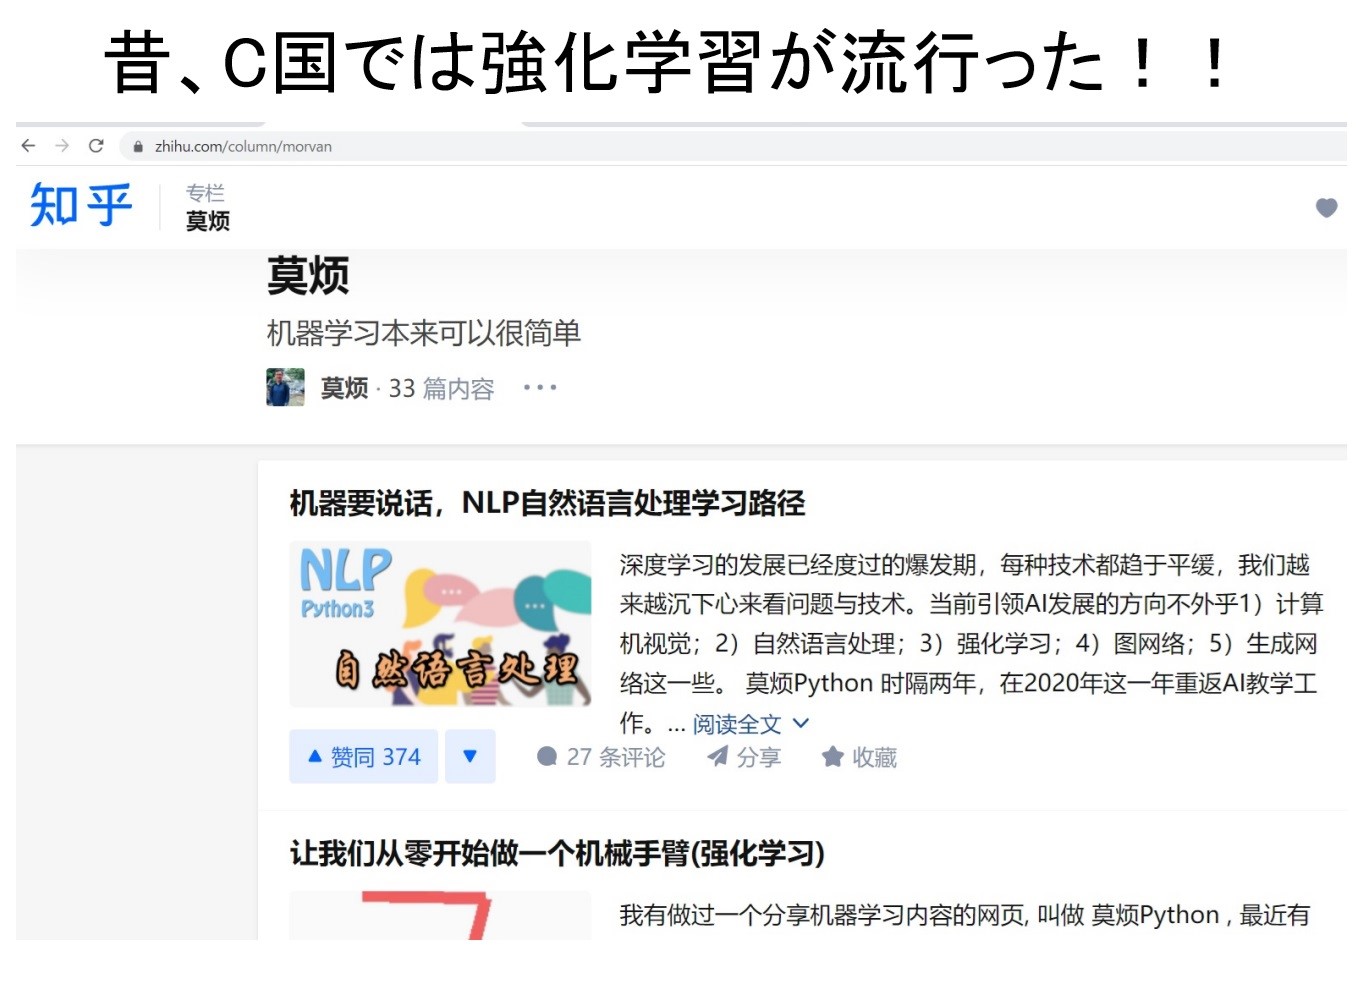 昔、C国では強化学習が流行った！！
zhihu.com/column/morvan
知乎
专栏
莫烦
莫烦
机器学习本来可以很简单
莫烦 · 33 篇内容 ···
机器要说话，NLP自然语言处理学习路径
NLP
Python3
自然语言处理
深度学习的发展已经度过的爆发期，每种技术都趋于平缓，我们越
来越沉下心来看问题与技术。当前引领AI发展的方向不外乎1）计算
机视觉；2）自然语言处理；3）强化学习；4）图网络；5）生成网
络这一些。 莫烦Python 时隔两年，在2020年这一年重返AI教学工
作。... 阅读全文
赞同 374
27 条评论
分享
收藏
让我们从零开始做一个机械手臂(强化学习)
我有做过一个分享机器学习内容的网页, 叫做 莫烦Python , 最近有